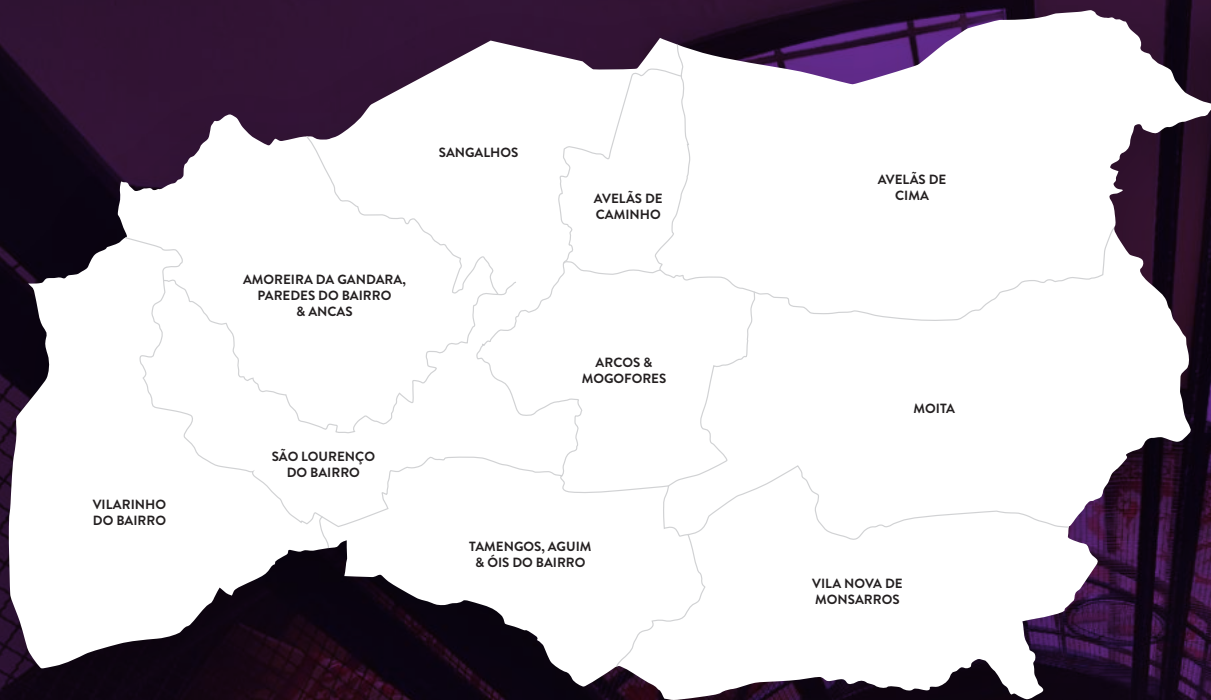 SANGALHOS
AVELÃS DE
CAMINHO
AVELÃS DE
CIMA
AMOREIRA DA GANDARA,
PAREDES DO BAIRRO
& ANCAS
ARCOS &
MOGOFORES
MOITA
SÃO LOURENÇO
DO BAIRRO
VILARINHO
DO BAIRRO
TAMENGOS, AGUIM
& ÓIS DO BAIRRO
VILA NOVA DE
MONSARROS